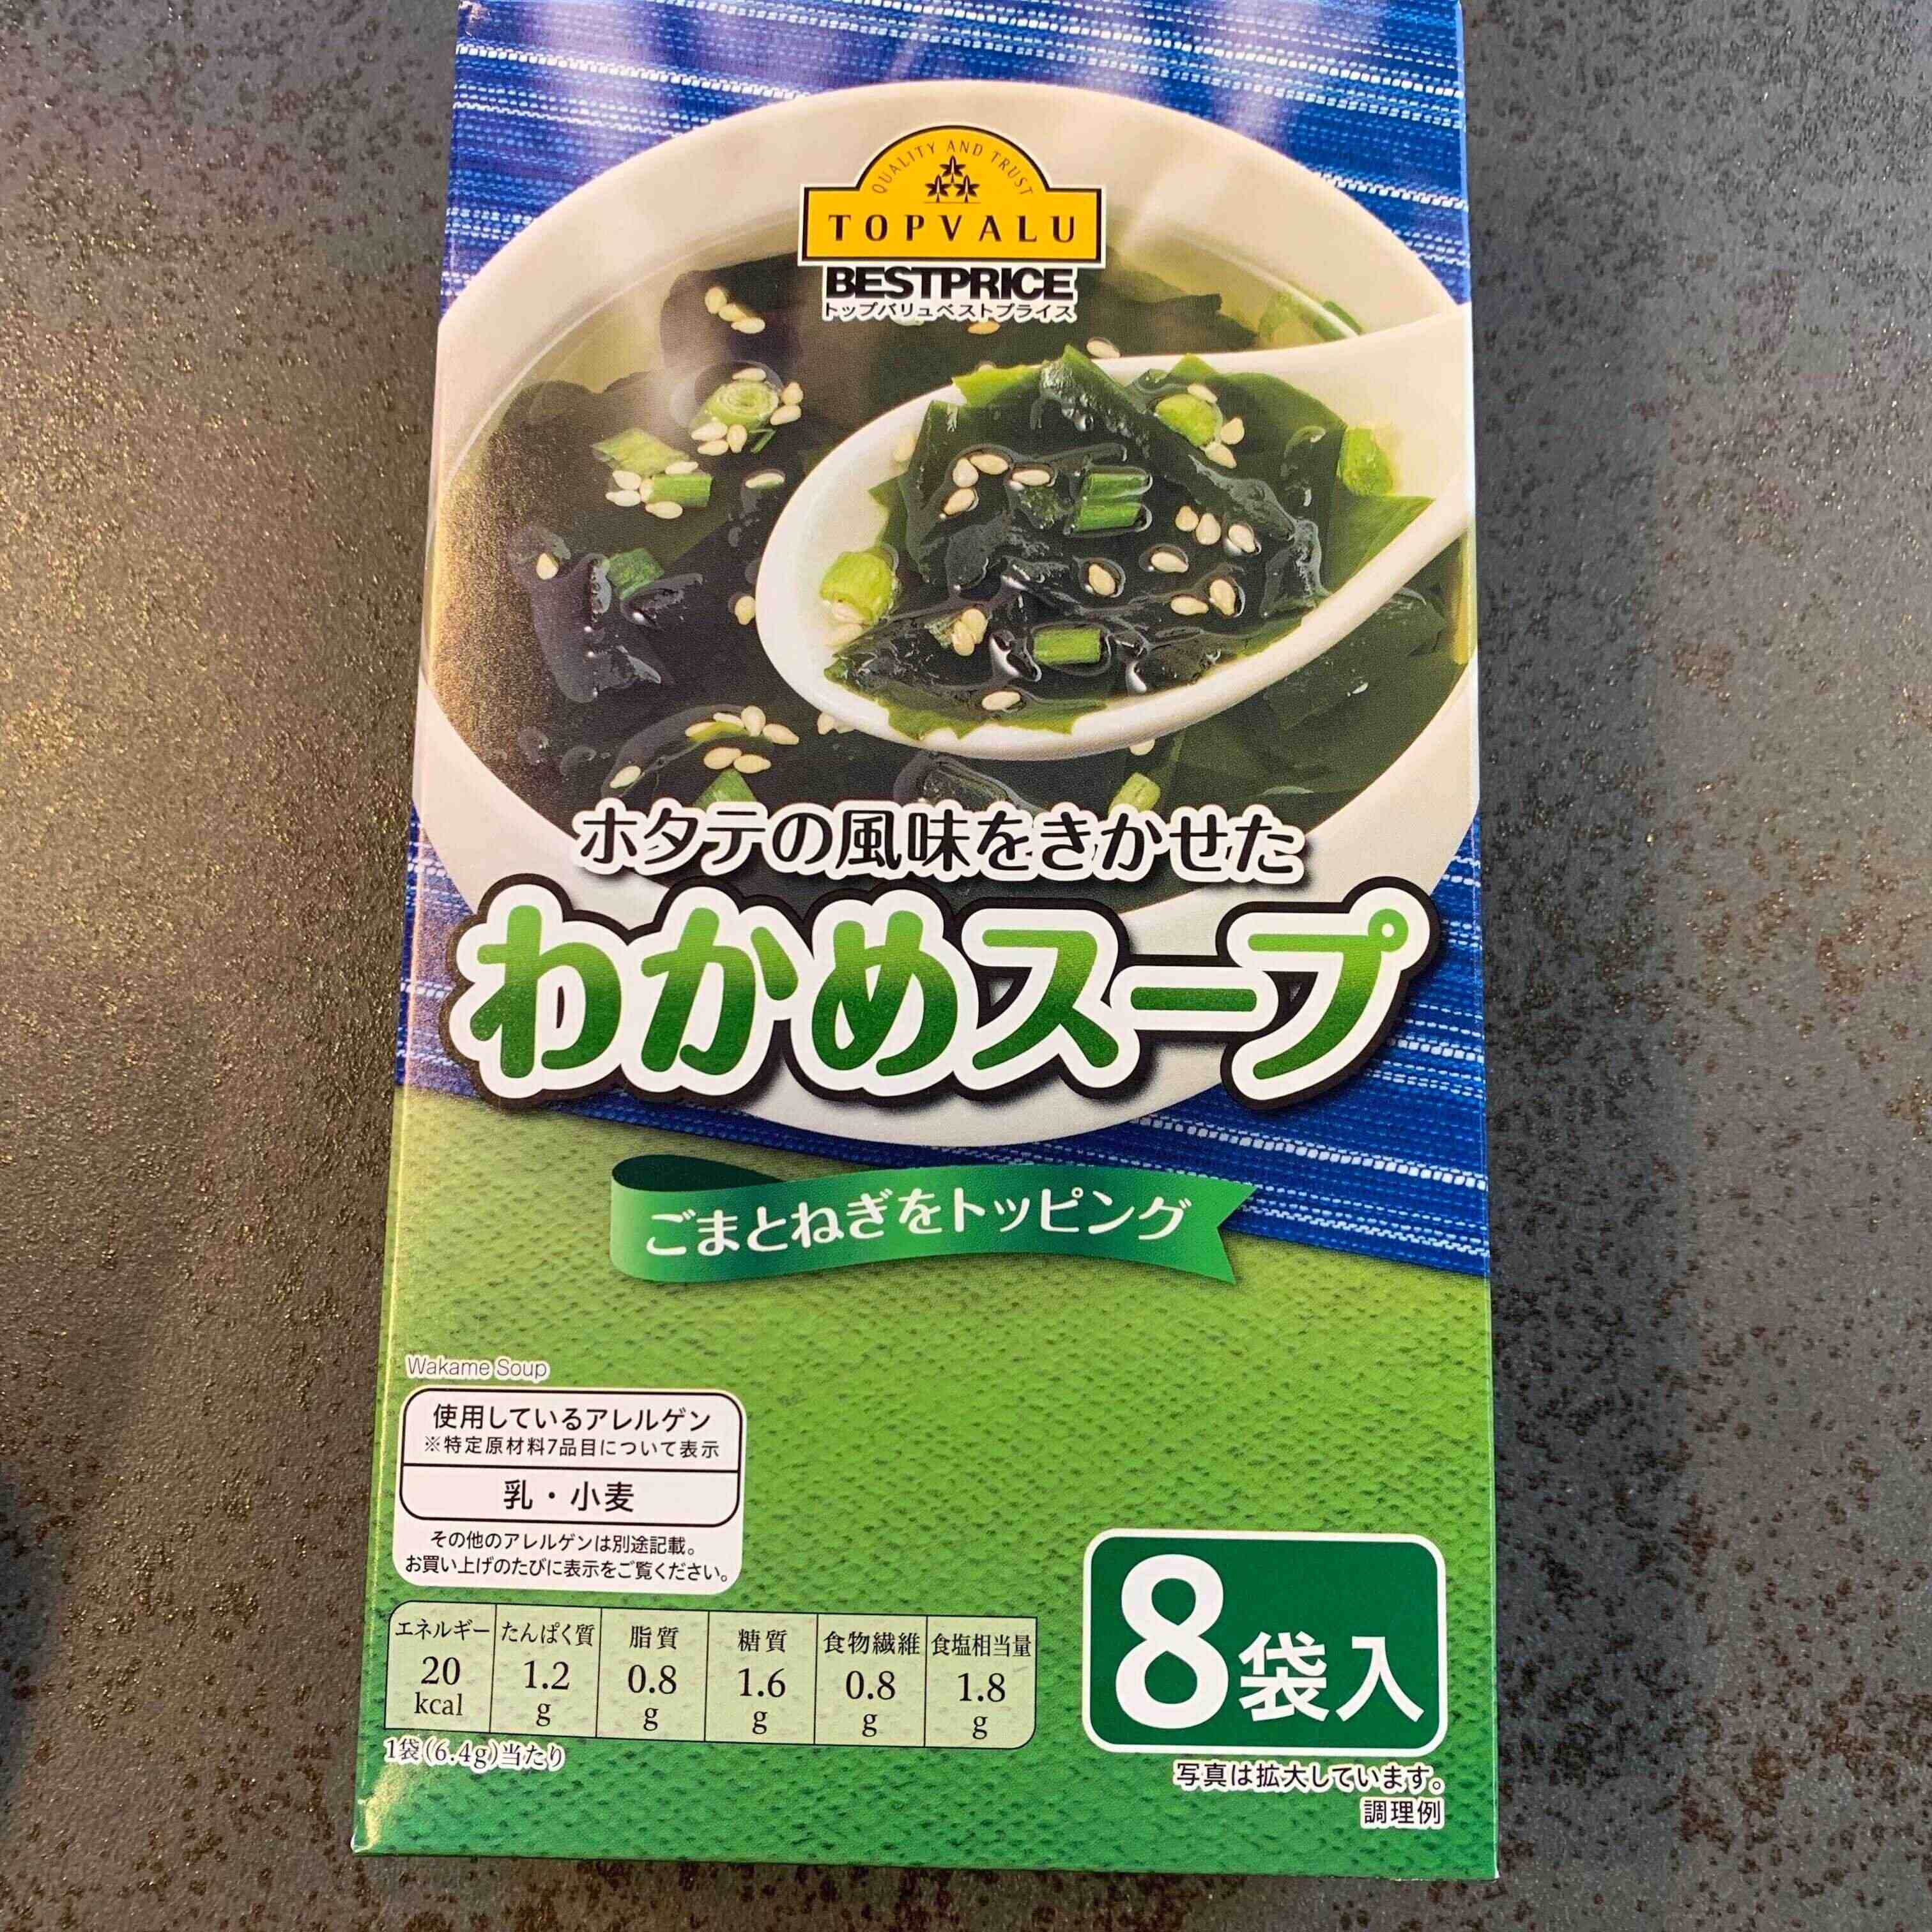 QUALITY AND TRUST
TOPVALU
BESTPRICE
トップバリュベストプライス
ホタテの風味をきかせた
わかめスープ
ごまとねぎをトッピング
Wakame Soup
使用しているアレルゲン
※特定原材料7品目について表示
乳・小麦
その他のアレルゲンは別途記載。
お買い上げのたびに表示をご覧ください。
エネルギー たんぱく質 脂質 糖質 食物繊維 食塩相当量
20 1.2 0.8 1.6 0.8 1.8
kcal g g g g g
1袋(6.4g)当たり
8袋入
写真は拡大しています。
調理例